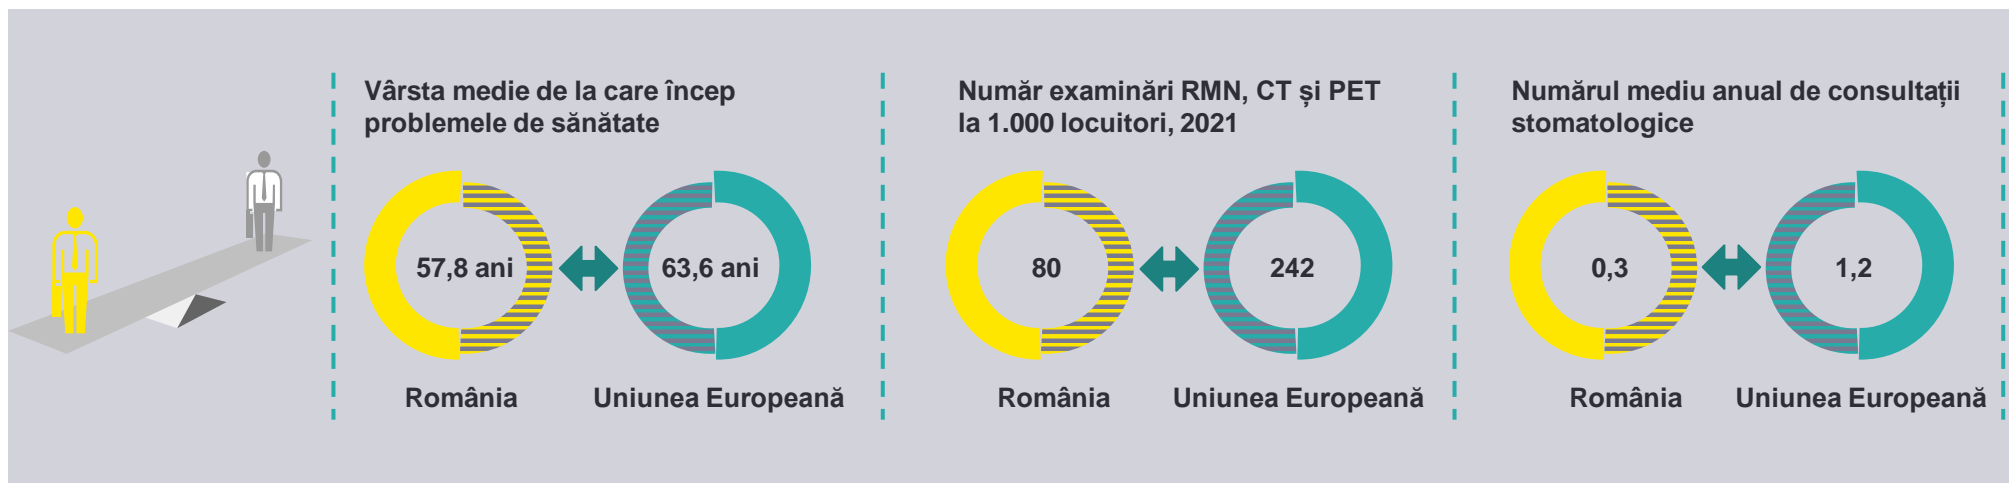 Vârsta medie de la care încep
problemele de sănătate
57,8 ani
63,6 ani
România
Uniunea Europeană
Număr examinări RMN, CT și PET
la 1.000 locuitori, 2021
80
242
România
Uniunea Europeană
Numărul mediu anual de consultații
stomatologice
0,3
1,2
România
Uniunea Europeană